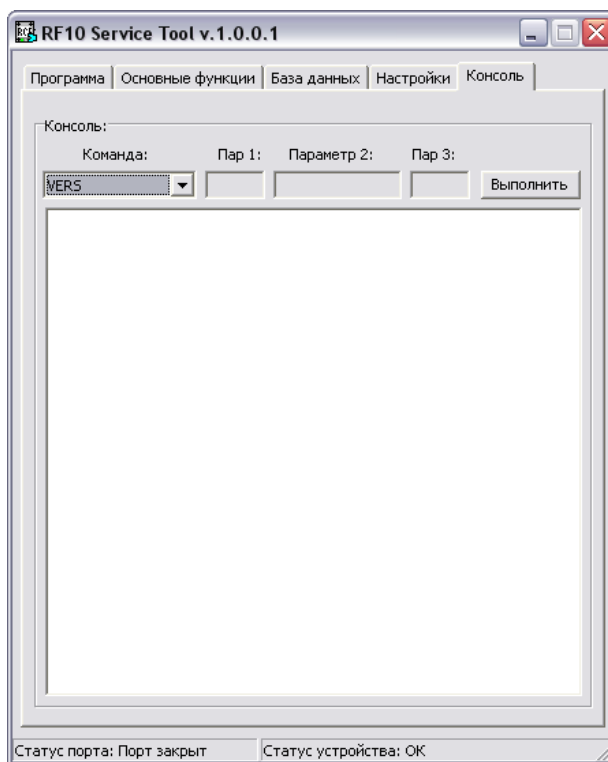 RF10 Service Tool v.1.0.0.1
Программа Основные функции База данных Настройки Консоль
Консоль:
Команда: Пар 1: Параметр 2: Пар 3:
VERS Выполнить
Статус порта: Порт закрыт Статус устройства: ОК